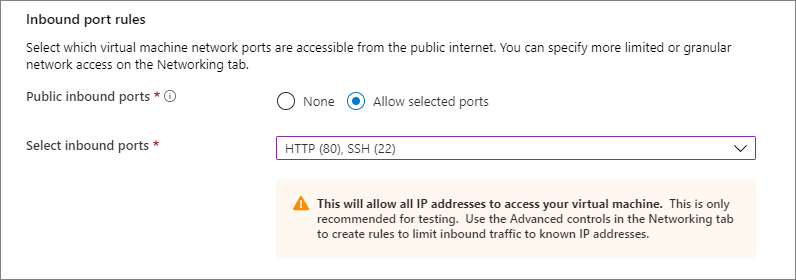 Inbound port rules
Select which virtual machine network ports are accessible from the public internet. You can specify more limited or granular
network access on the Networking tab.
Public inbound ports *
None
Allow selected ports
Select inbound ports *
HTTP (80), SSH (22)
This will allow all IP addresses to access your virtual machine. This is only
recommended for testing. Use the Advanced controls in the Networking tab
to create rules to limit inbound traffic to known IP addresses.